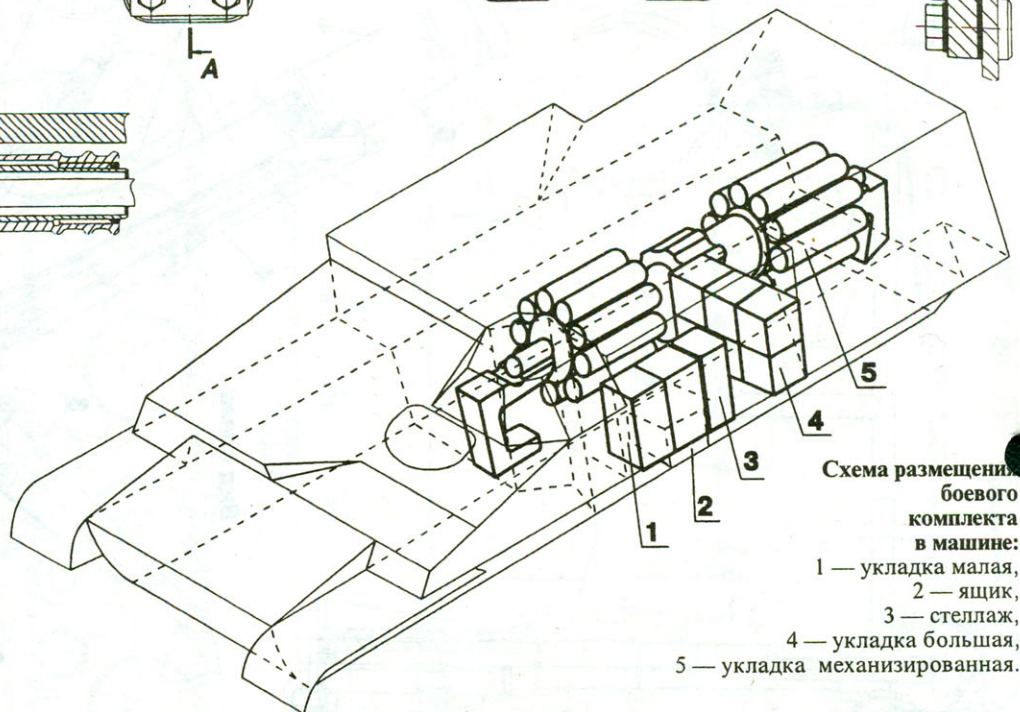 А
5
4
3
2
1
Схема размещени
боевого
комплекта
в машине:
1 — укладка малая,
2 — ящик,
3 — стеллаж,
4 — укладка большая,
5 — укладка механизированная.